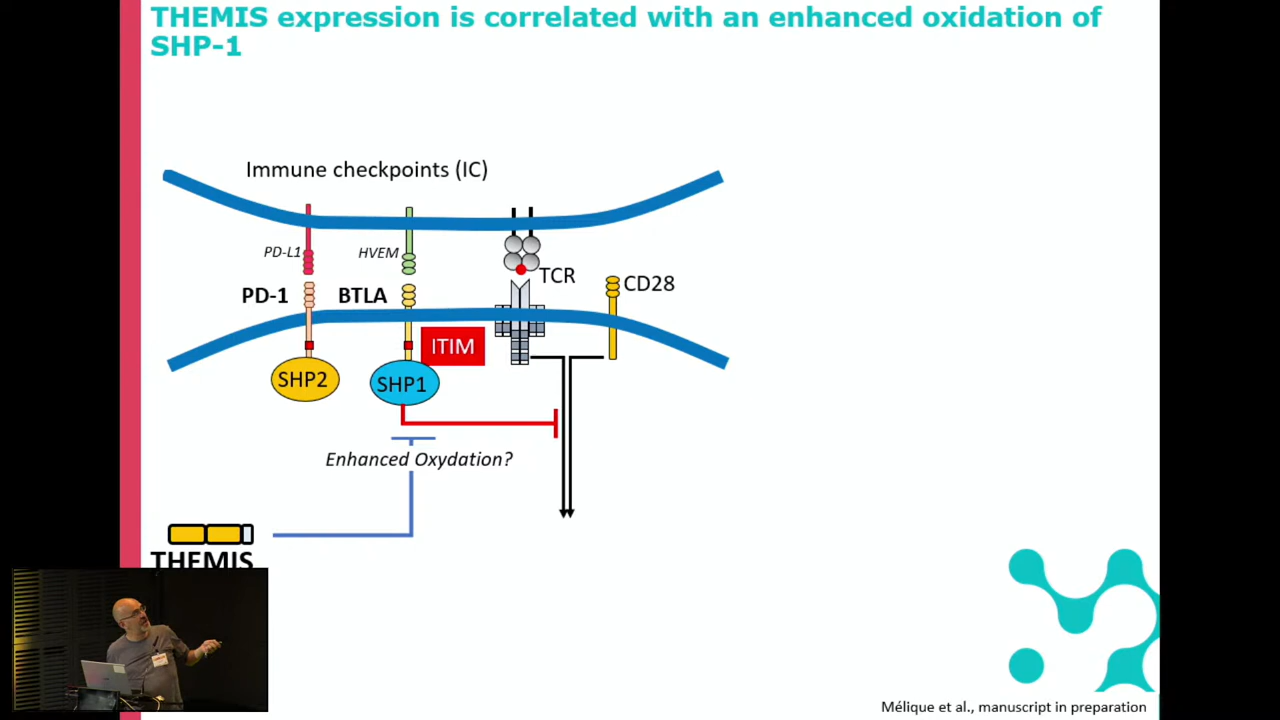 THEMIS expression is correlated with an enhanced oxidation of
SHP-1
Immune checkpoints (IC)
PD-L1
HVEM
TCR
CD28
PD-1
BTLA
ITIM
SHP2
SHP1
Enhanced Oxydation?
THEMIS
Mélique et al., manuscript in preparation